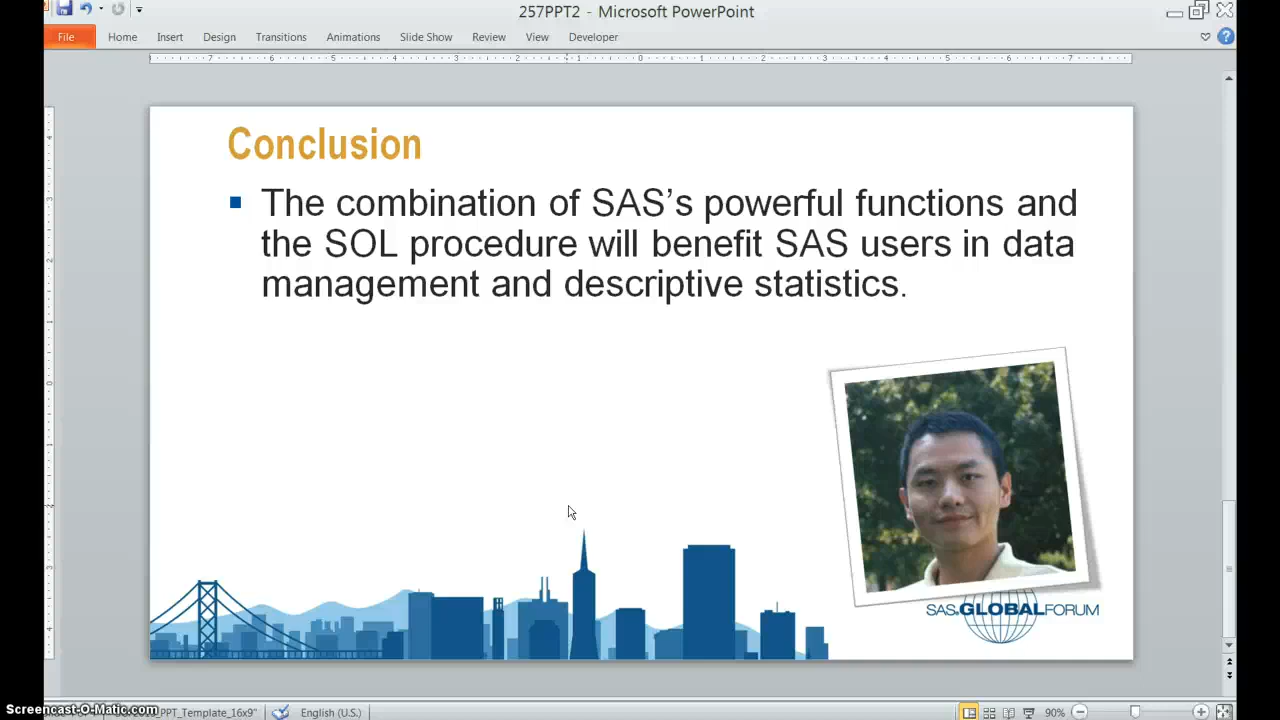 257PPT2 - Microsoft PowerPoint
File Home Insert Design Transitions Animations Slide Show Review View Developer
Conclusion
The combination of SAS’s powerful functions and
the SOL procedure will benefit SAS users in data
management and descriptive statistics.
SAS GLOBALFORUM
Screencast-O-Matic.com
PPT_Template_16x9" English (U.S.) 90%